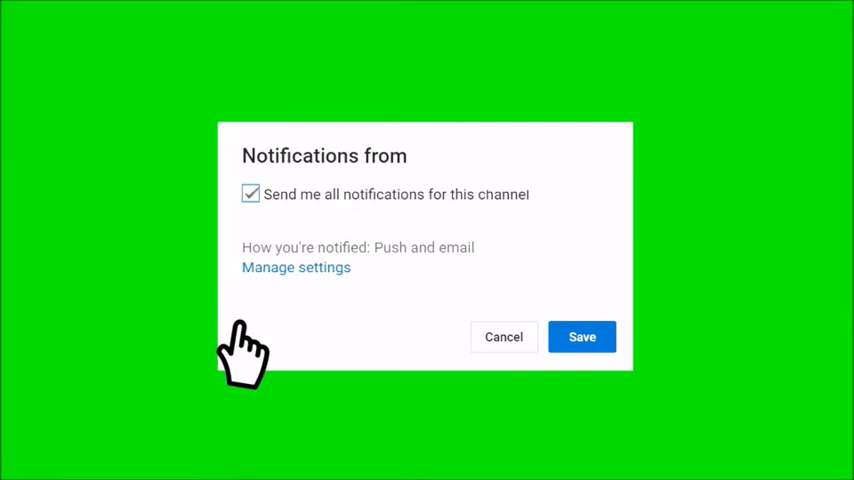 Notifications from
Send me all notifications for this channel
How you're notified: Push and email
Manage settings
Cancel
Save